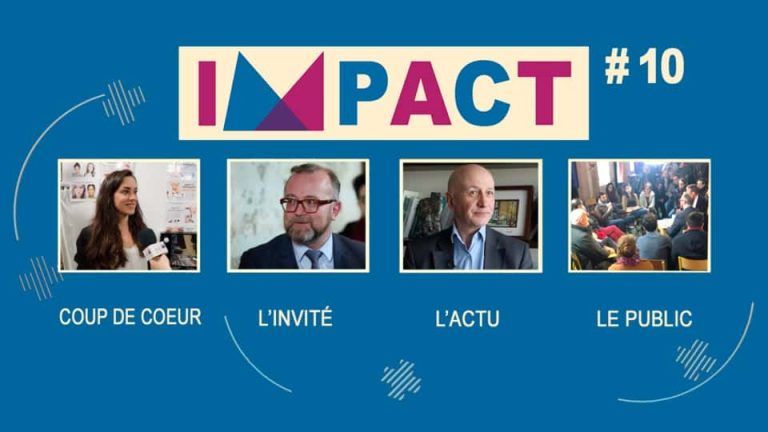 IMPACT # 10
COUP DE COEUR
L'INVITÉ
L'ACTU
LE PUBLIC